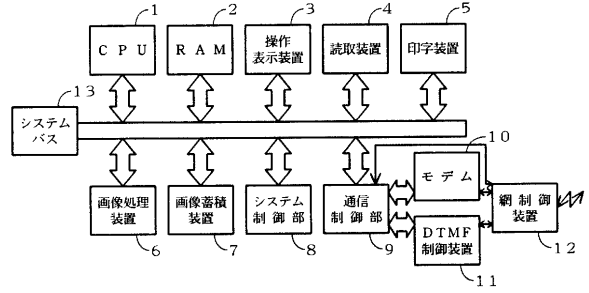 1
2
3
4
5
CPU
RAM
操作
表示装置
読取装置
印字装置
13
システム
バス
10
モデム
画像処理
装置
画像蓄積
装置
システム
制御部
通信
制御部
DTMF
制御装置
網制御
装置
6
7
8
9
11
12